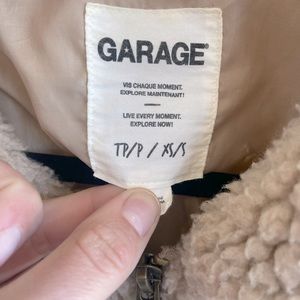 GARAGE®
VIS CHAQUE MOMENT.
EXPLORE MAINTENANT!
LIVE EVERY MOMENT.
EXPLORE NOW!
TP/P / XS/S